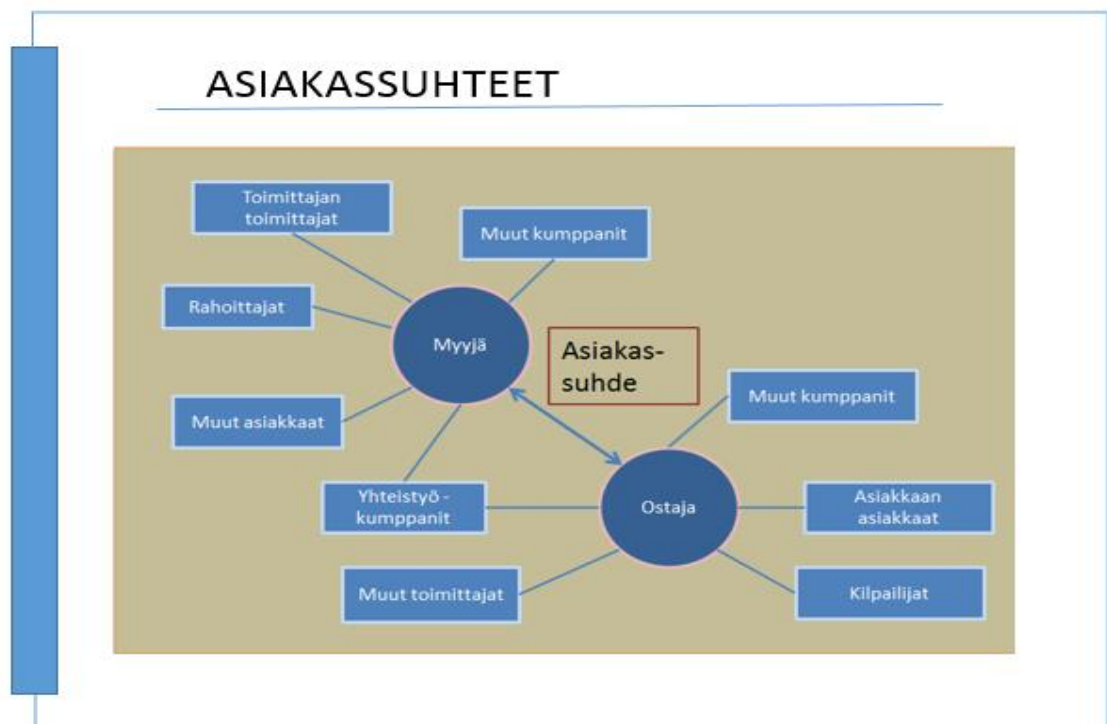 ASIAKASSUHTEET
Toimittajan
toimittajat
Muut kumppanit
Rahoittajat
Myyjä
Asiakas-
suhde
Muut kumppanit
Muut asiakkaat
Yhteistyö -
kumppanit
Ostaja
Asiakkaan
asiakkaat
Muut toimittajat
Kilpailijat